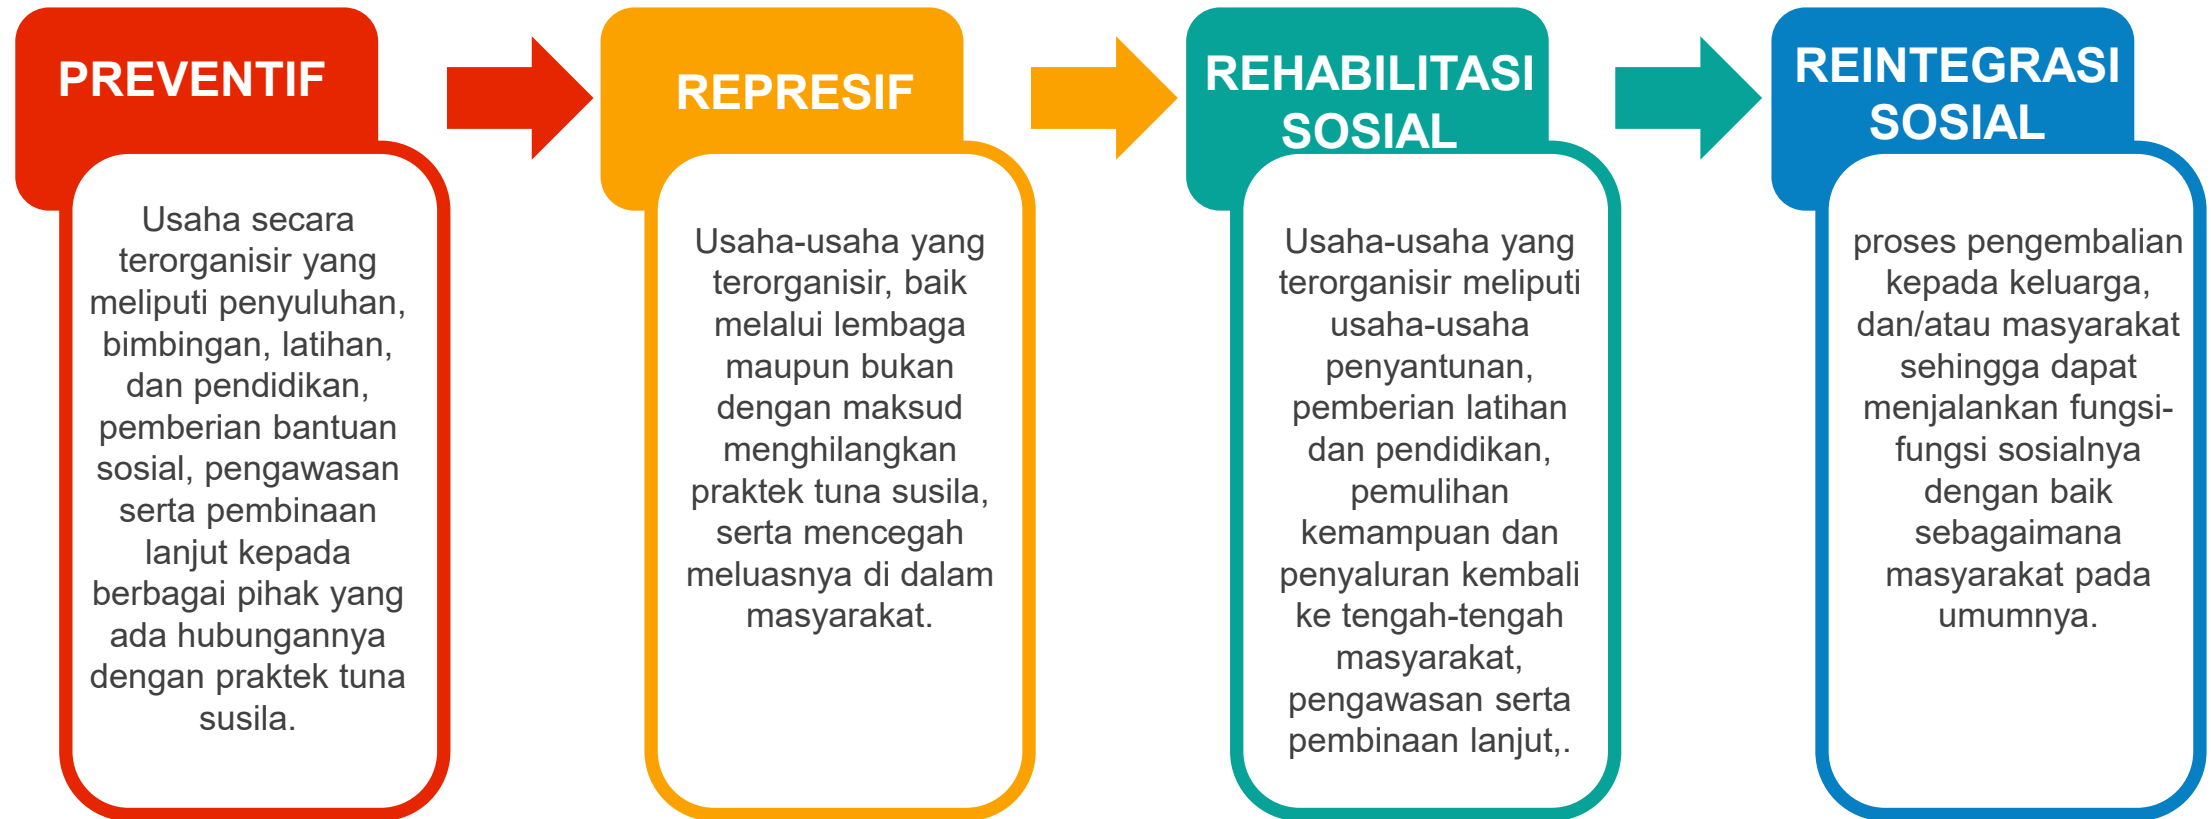 PREVENTIF
Usaha secara
terorganisir yang
meliputi penyuluhan,
bimbingan, latihan,
dan pendidikan,
pemberian bantuan
sosial, pengawasan
serta pembinaan
lanjut kepada
berbagai pihak yang
ada hubungannya
dengan praktek tuna
susila.
REPRESIF
Usaha-usaha yang
terorganisir, baik
melalui lembaga
maupun bukan
dengan maksud
menghilangkan
praktek tuna susila,
serta mencegah
meluasnya di dalam
masyarakat.
REHABILITASI
SOSIAL
Usaha-usaha yang
terorganisir meliputi
usaha-usaha
penyantunan,
pemberian latihan
dan pendidikan,
pemulihan
kemampuan dan
penyaluran kembali
ke tengah-tengah
masyarakat,
pengawasan serta
pembinaan lanjut,.
REINTEGRASI
SOSIAL
proses pengembalian
kepada keluarga,
dan/atau masyarakat
sehingga dapat
menjalankan fungsi-
fungsi sosialnya
dengan baik
sebagaimana
masyarakat pada
umumnya.